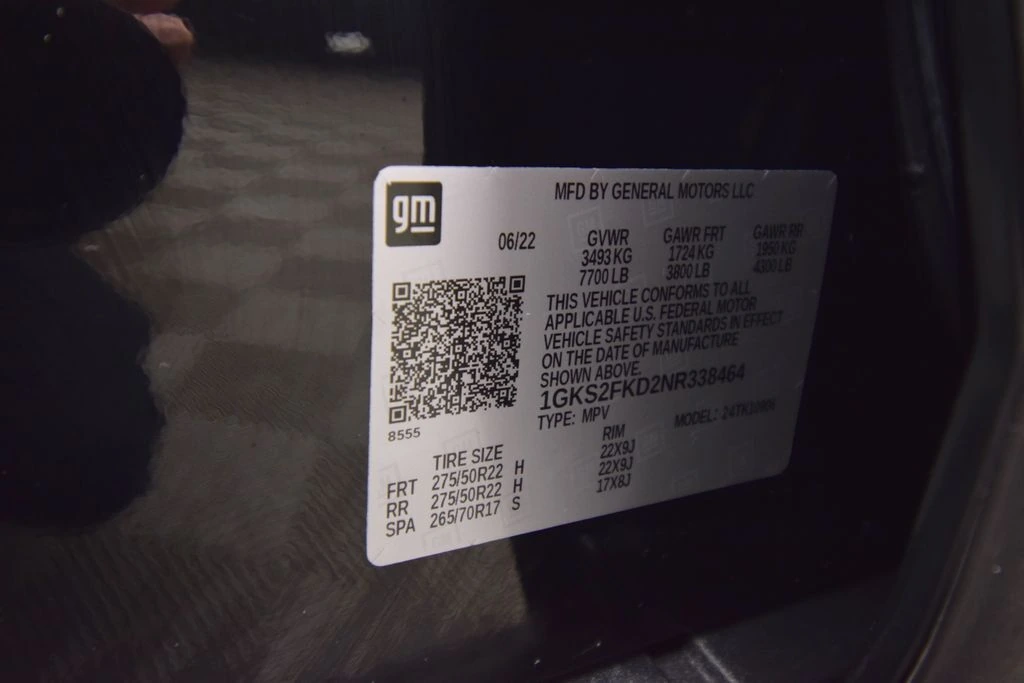 gm
MFD BY GENERAL MOTORS LLC
06/22
GVWR GAWR FRT GAWR RR
3493 KG 1724 KG 1950 KG
7700 LB 3800 LB 4300 LB
THIS VEHICLE CONFORMS TO ALL
APPLICABLE U.S. FEDERAL MOTOR
VEHICLE SAFETY STANDARDS IN EFFECT
ON THE DATE OF MANUFACTURE
SHOWN ABOVE.
1GKS2FKD2NR338464
TYPE: MPV MODEL:
8555
TIRE SIZE RIM
FRT 275/50R22 H 22X9J
RR 275/50R22 H 22X9J
SPA 265/70R17 S 17X8J